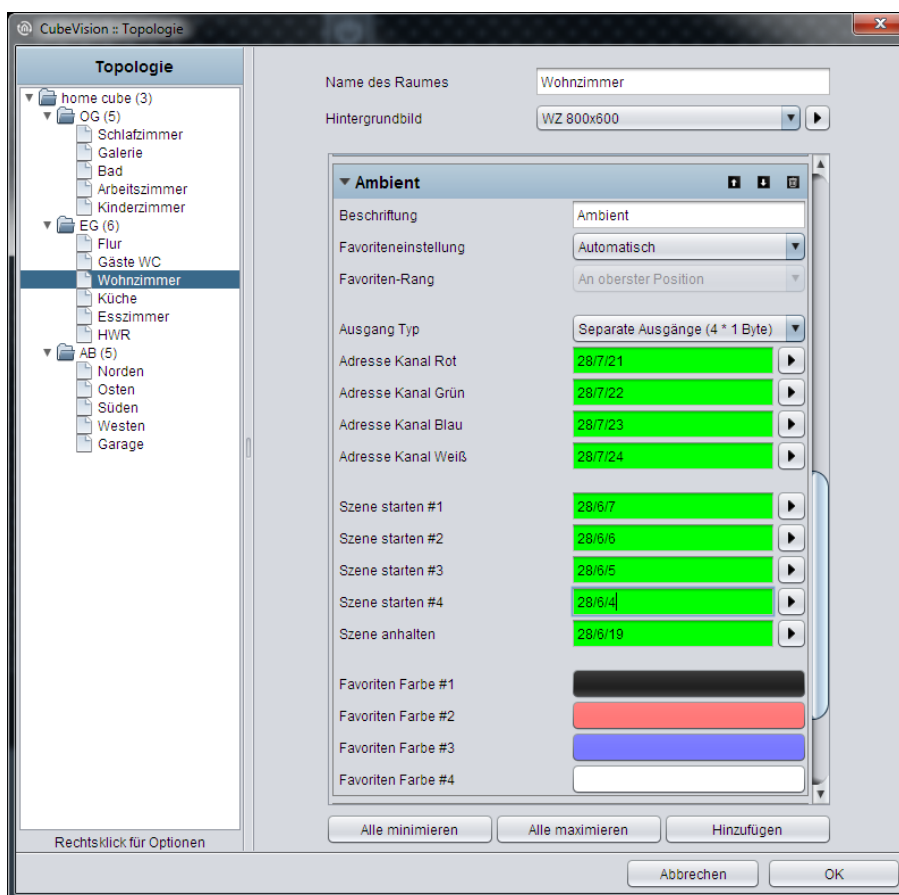 CubeVision :: Topologie
Topologie
home cube (3)
OG (5)
Schlafzimmer
Galerie
Bad
Arbeitszimmer
Kinderzimmer
EG (6)
Flur
Gäste WC
Wohnzimmer
Küche
Esszimmer
HWR
AB (5)
Norden
Osten
Süden
Westen
Garage
Rechtsklick für Optionen
Name des Raumes Wohnzimmer
Hintergrundbild WZ 800x600
Ambient
Beschriftung Ambient
Favoriteneinstellung Automatisch
Favoriten-Rang An oberster Position
Ausgang Typ Separate Ausgänge (4 * 1 Byte)
Adresse Kanal Rot 28/7/21
Adresse Kanal Grün 28/7/22
Adresse Kanal Blau 28/7/23
Adresse Kanal Weiß 28/7/24
Szene starten #1 28/6/7
Szene starten #2 28/6/6
Szene starten #3 28/6/5
Szene starten #4 28/6/4
Szene anhalten 28/6/19
Favoriten Farbe #1
Favoriten Farbe #2
Favoriten Farbe #3
Favoriten Farbe #4
Alle minimieren Alle maximieren Hinzufügen
Abbrechen OK